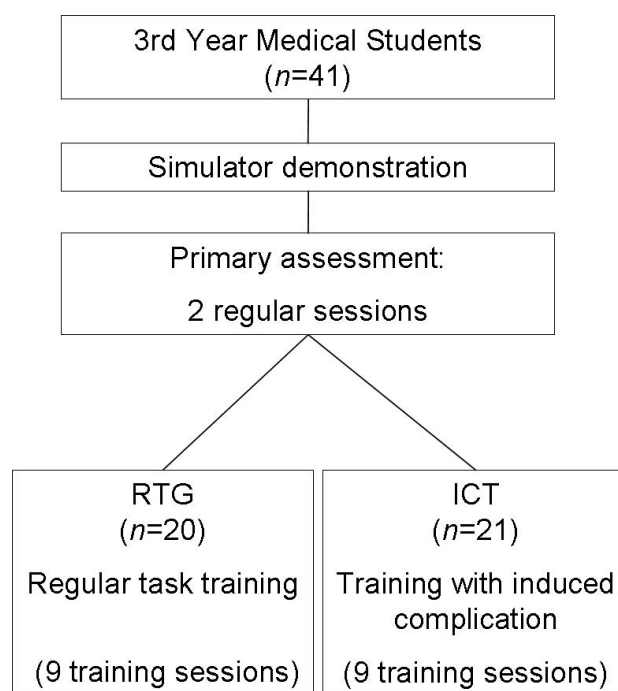 3rd Year Medical Students
(n=41)
Simulator demonstration
Primary assessment:
2 regular sessions
RTG
(n=20)
Regular task training
(9 training sessions)
ICT
(n=21)
Training with induced
complication
(9 training sessions)